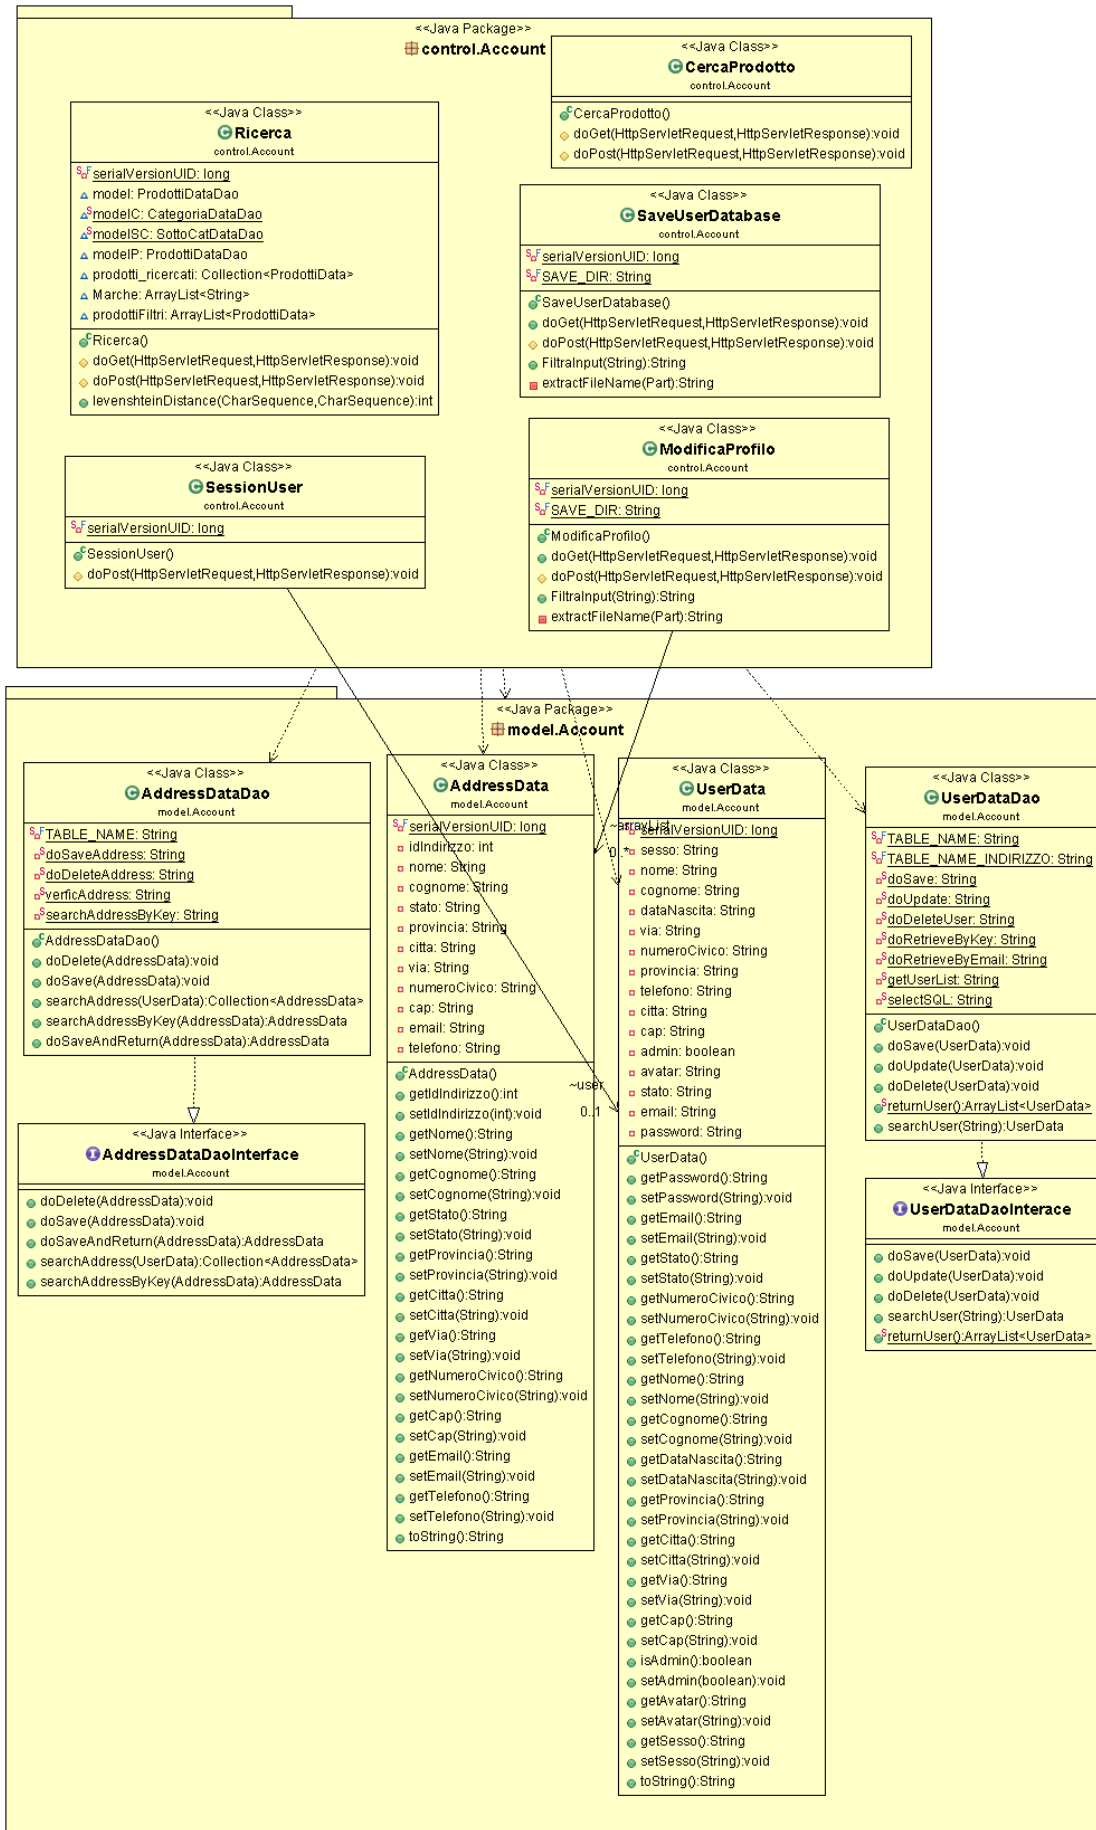 <<Java Package>>
control.Account
<<Java Class>>
CercaProdotto
control.Account
CercaProdotto()
doGet(HttpServletRequest,HttpServletResponse):void
doPost(HttpServletRequest,HttpServletResponse):void
<<Java Class>>
Ricerca
control.Account
serialVersionUID: long
model: ProdottiDataDao
modelC: CategoriaDataDao
modelSC: SottoCatDataDao
modelP: ProdottiDataDao
prodotti_ricercati: Collection<ProdottiData>
Marche: ArrayList<String>
prodottiFiltri: ArrayList<ProdottiData>
Ricerca()
doGet(HttpServletRequest,HttpServletResponse):void
doPost(HttpServletRequest,HttpServletResponse):void
levenshteinDistance(CharSequence,CharSequence):int
<<Java Class>>
SaveUserDatabase
control.Account
serialVersionUID: long
SAVE_DIR: String
SaveUserDatabase()
doGet(HttpServletRequest,HttpServletResponse):void
doPost(HttpServletRequest,HttpServletResponse):void
FiltraInput(String):String
extractFileName(Part):String
<<Java Class>>
SessionUser
control.Account
serialVersionUID: long
SessionUser()
doPost(HttpServletRequest,HttpServletResponse):void
<<Java Class>>
ModificaProfilo
control.Account
serialVersionUID: long
SAVE_DIR: String
ModificaProfilo()
doGet(HttpServletRequest,HttpServletResponse):void
doPost(HttpServletRequest,HttpServletResponse):void
FiltraInput(String):String
extractFileName(Part):String
<<Java Package>>
model.Account
<<Java Class>>
AddressDataDao
model.Account
TABLE_NAME: String
doSaveAddress: String
doDeleteAddress: String
verficAddress: String
searchAddressByKey: String
AddressDataDao()
doDelete(AddressData):void
doSave(AddressData):void
searchAddress(UserData):Collection<AddressData>
searchAddressByKey(AddressData):AddressData
doSaveAndReturn(AddressData):AddressData
<<Java Interface>>
AddressDataDaoInterface
model.Account
doDelete(AddressData):void
doSave(AddressData):void
doSaveAndReturn(AddressData):AddressData
searchAddress(UserData):Collection<AddressData>
searchAddressByKey(AddressData):AddressData
<<Java Class>>
AddressData
model.Account
serialVersionUID: long
idIndirizzo: int
nome: String
cognome: String
stato: String
provincia: String
citta: String
via: String
numeroCivico: String
cap: String
email: String
telefono: String
AddressData()
getIdIndirizzo():int
setIdIndirizzo(int):void
getNome():String
setNome(String):void
getCognome():String
setCognome(String):void
getStato():String
setStato(String):void
getProvincia():String
setProvincia(String):void
getCitta():String
setCitta(String):void
getVia():String
setVia(String):void
getNumeroCivico():String
setNumeroCivico(String):void
getCap():String
setCap(String):void
getEmail():String
setEmail(String):void
getTelefono():String
setTelefono(String):void
toString():String
~arrayList
0..*
~user
0..1
<<Java Class>>
UserData
model.Account
serialVersionUID: long
sesso: String
nome: String
cognome: String
dataNascita: String
via: String
numeroCivico: String
provincia: String
telefono: String
citta: String
cap: String
admin: boolean
avatar: String
stato: String
email: String
password: String
UserData()
getPassword():String
setPassword(String):void
getEmail():String
setEmail(String):void
getStato():String
setStato(String):void
getNumeroCivico():String
setNumeroCivico(String):void
getTelefono():String
setTelefono(String):void
getNome():String
setNome(String):void
getCognome():String
setCognome(String):void
getDataNascita():String
setDataNascita(String):void
getProvincia():String
setProvincia(String):void
getCitta():String
setCitta(String):void
getVia():String
setVia(String):void
getCap():String
setCap(String):void
isAdmin():boolean
setAdmin(boolean):void
getAvatar():String
setAvatar(String):void
getSesso():String
setSesso(String):void
toString():String
<<Java Class>>
UserDataDao
model.Account
TABLE_NAME: String
TABLE_NAME_INDIRIZZO: String
doSave: String
doUpdate: String
doDeleteUser: String
doRetrieveByKey: String
doRetrieveByEmail: String
getUserList: String
selectSQL: String
UserDataDao()
doSave(UserData):void
doUpdate(UserData):void
doDelete(UserData):void
returnUser():ArrayList<UserData>
searchUser(String):UserData
<<Java Interface>>
UserDataDaoInterace
model.Account
doSave(UserData):void
doUpdate(UserData):void
doDelete(UserData):void
searchUser(String):UserData
returnUser():ArrayList<UserData>